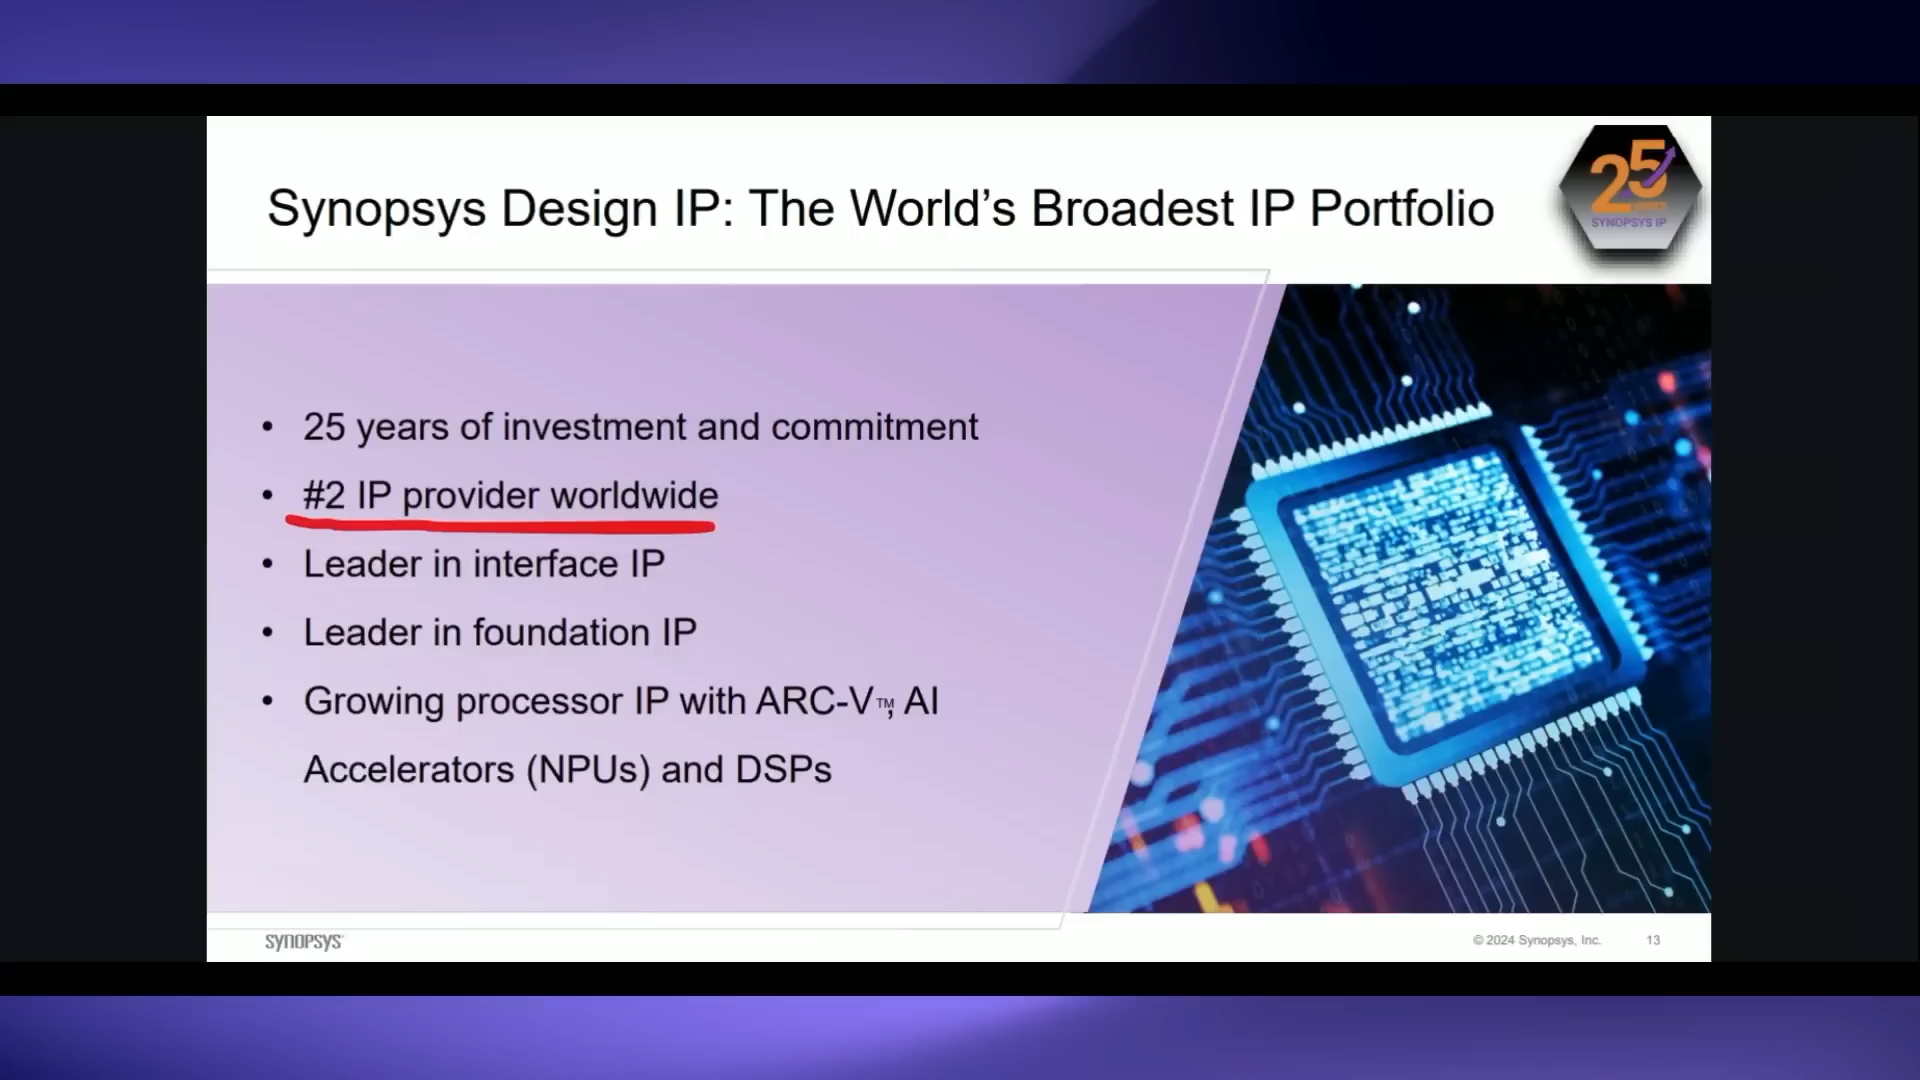 Synopsys Design IP: The World's Broadest IP Portfolio
25
SYNOPSYS IP
• 25 years of investment and commitment
• #2 IP provider worldwide
• Leader in interface IP
• Leader in foundation IP
• Growing processor IP with ARC-V™, AI
Accelerators (NPUs) and DSPs
SYNOPSYS
© 2024 Synopsys, Inc. 13